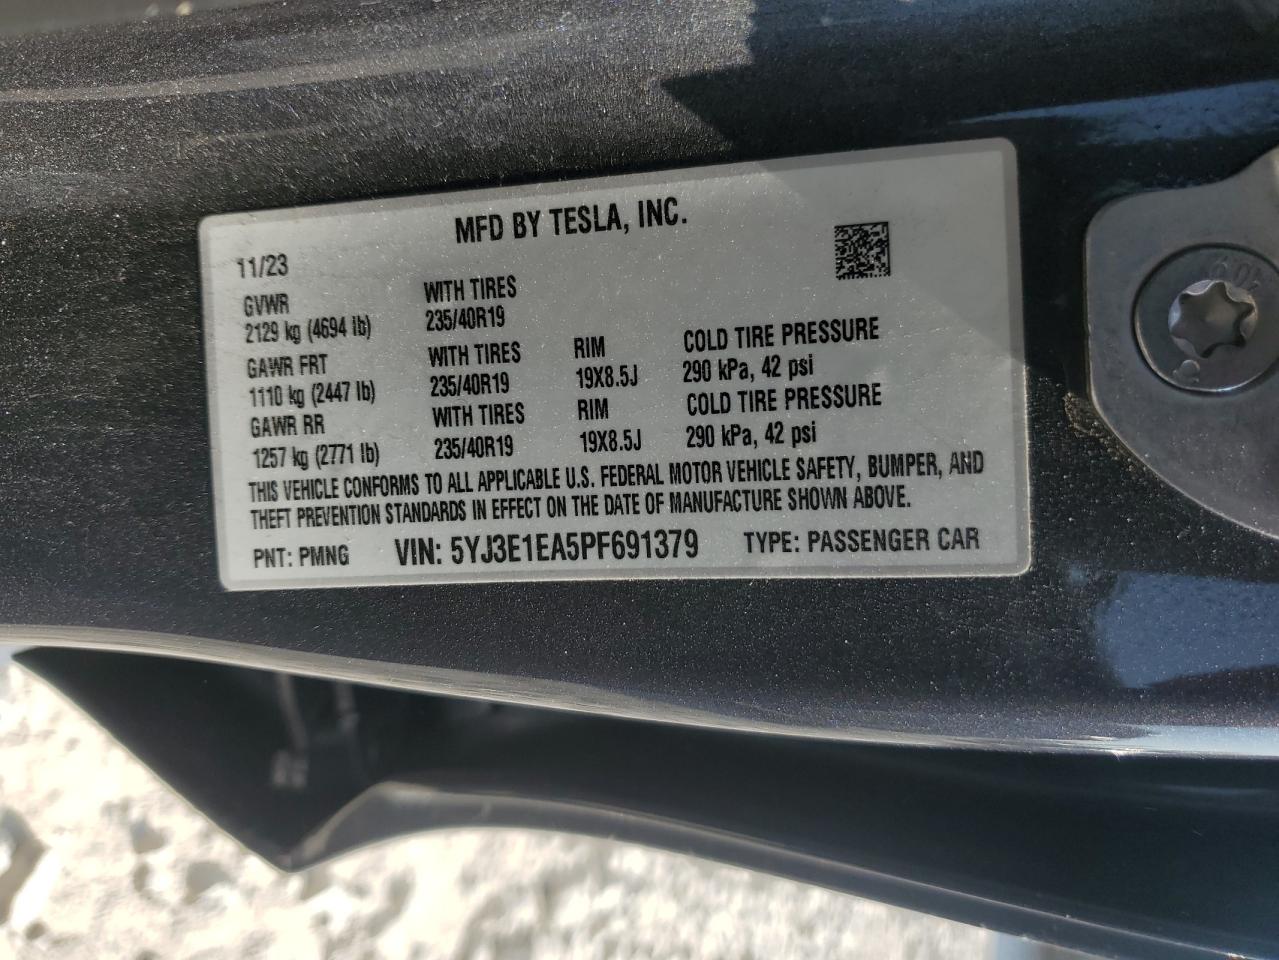 MFD BY TESLA, INC.
11/23
GVWR WITH TIRES
2129 kg (4694 lb) 235/40R19
GAWR FRT WITH TIRES RIM COLD TIRE PRESSURE
1110 kg (2447 lb) 235/40R19 19X8.5J 290 kPa, 42 psi
GAWR RR WITH TIRES RIM COLD TIRE PRESSURE
1257 kg (2771 lb) 235/40R19 19X8.5J 290 kPa, 42 psi
THIS VEHICLE CONFORMS TO ALL APPLICABLE U.S. FEDERAL MOTOR VEHICLE SAFETY, BUMPER, AND
THEFT PREVENTION STANDARDS IN EFFECT ON THE DATE OF MANUFACTURE SHOWN ABOVE.
PNT: PMNG VIN: 5YJ3E1EA5PF691379 TYPE: PASSENGER CAR